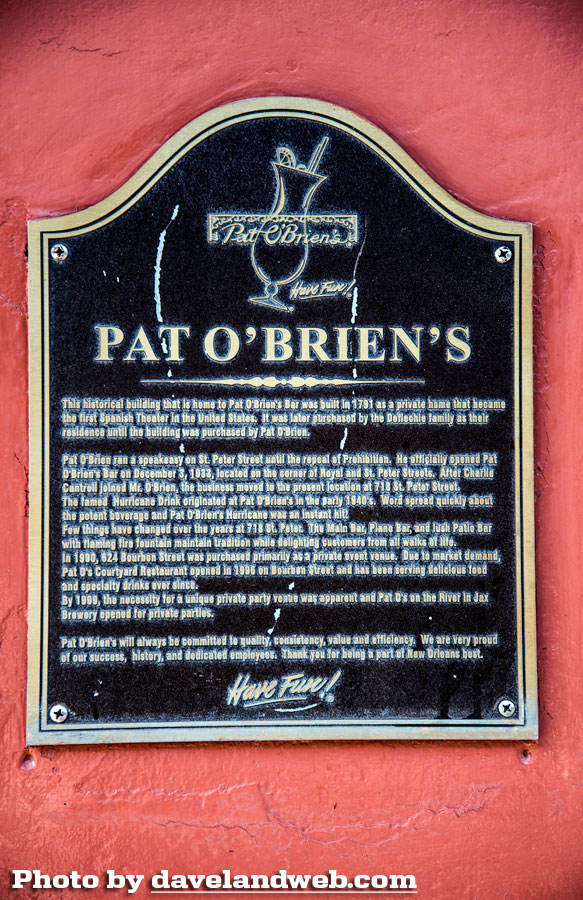 Pat O'Brien's
Have Fun!
PAT O'BRIEN'S
This historical building that is home to Pat O'Brien's Bar was built in 1791 as a private home that became
the first Spanish Theater in the United States. It was later purchased by the Deflechie family as their
residence until the building was purchased by Pat O'Brien.
Pat O'Brien ran a speakeasy on St. Peter Street until the repeal of Prohibition. He officially opened Pat
O'Brien's Bar on December 3, 1933, located on the corner of Royal and St. Peter Streets. After Charlie
Cantrell joined Mr. O'Brien, the business moved to the present location at 718 St. Peter Street.
The famed Hurricane Drink originated at Pat O'Brien's in the early 1940's. Word spread quickly about
the potent beverage and Pat O'Brien's Hurricane was an instant hit!
Few things have changed over the years at 718 St. Peter. The Main Bar, Piano Bar, and lush Patio Bar
with flaming fire fountain maintain tradition while delighting customers from all walks of life.
In 1990, 624 Bourbon Street was purchased primarily as a private event venue. Due to market demand,
Pat O's Courtyard Restaurant opened in 1996 on Bourbon Street and has been serving delicious food
and specialty drinks ever since.
By 1999, the necessity for a unique private party venue was apparent and Pat O's on the River in Jax
Brewery opened for private parties.
Pat O'Brien's will always be committed to quality, consistency, value and efficiency. We are very proud
of our success, history, and dedicated employees. Thank you for being a part of New Orleans best.
Have Fun!
Photo by davelandweb.com